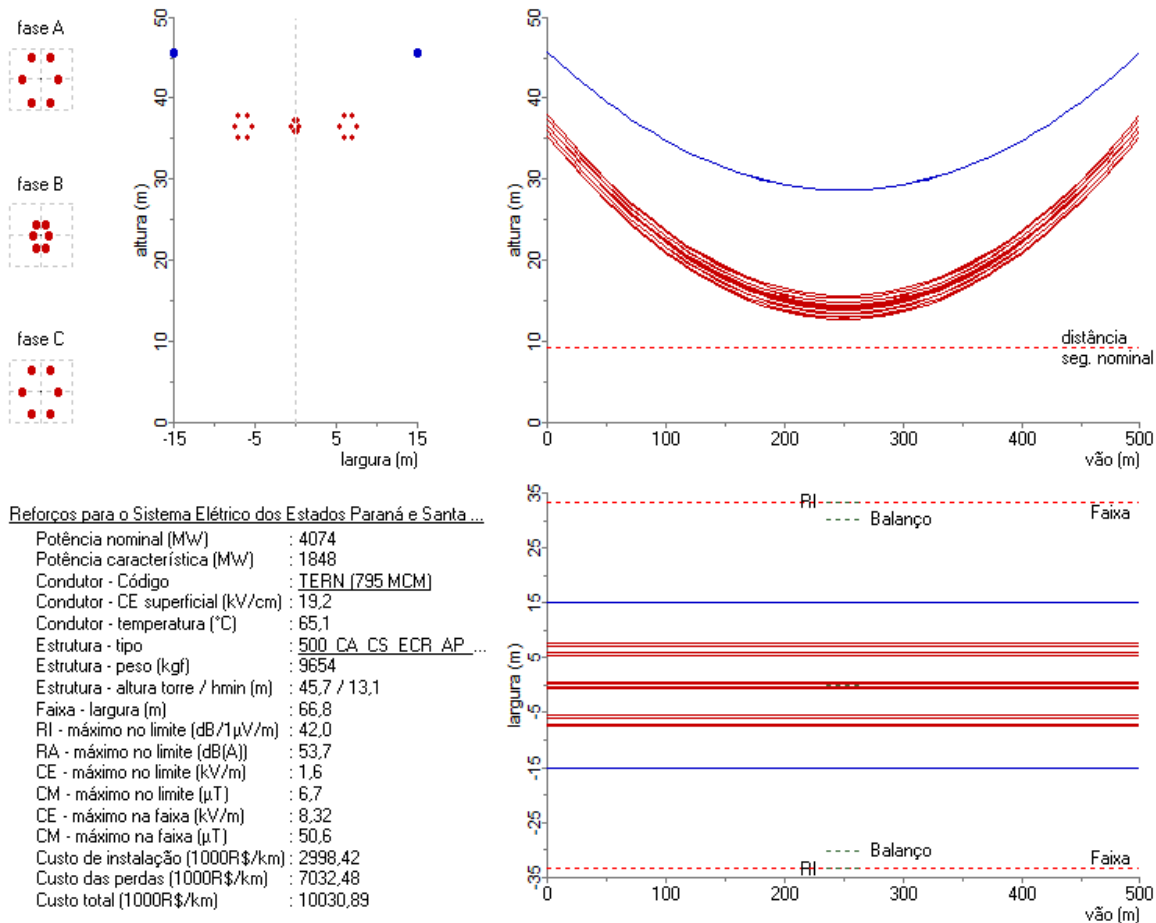 fase A
fase B
fase C
50
40
30
20
10
0
altura (m)
-15
-5
5
15
largura (m)
50
40
30
20
10
0
altura (m)
distância
seg. nominal
0
100
200
300
400
500
vão (m)
Reforços para o Sistema Elétrico dos Estados Paraná e Santa ...
Potência nominal (MW) : 4074
Potência característica (MW) : 1848
Condutor - Código : TERN (795 MCM)
Condutor - CE superficial (kV/cm) : 19,2
Condutor - temperatura (°C) : 65,1
Estrutura - tipo : 500_CA_CS_ECR_AP_...
Estrutura - peso (kgf) : 9654
Estrutura - altura torre / hmin (m) : 45,7 / 13,1
Faixa - largura (m) : 66,8
RI - máximo no limite (dB/1µV/m) : 42,0
RA - máximo no limite (dB(A)) : 53,7
CE - máximo no limite (kV/m) : 1,6
CM - máximo no limite (µT) : 6,7
CE - máximo na faixa (kV/m) : 8,32
CM - máximo na faixa (µT) : 50,6
Custo de instalação (1000R$/km) : 2998,42
Custo das perdas (1000R$/km) : 7032,48
Custo total (1000R$/km) : 10030,89
35
25
15
5
-5
-15
-25
-35
largura (m)
RI
Balanço
Faixa
Balanço
RI
Faixa
0
100
200
300
400
500
vão (m)